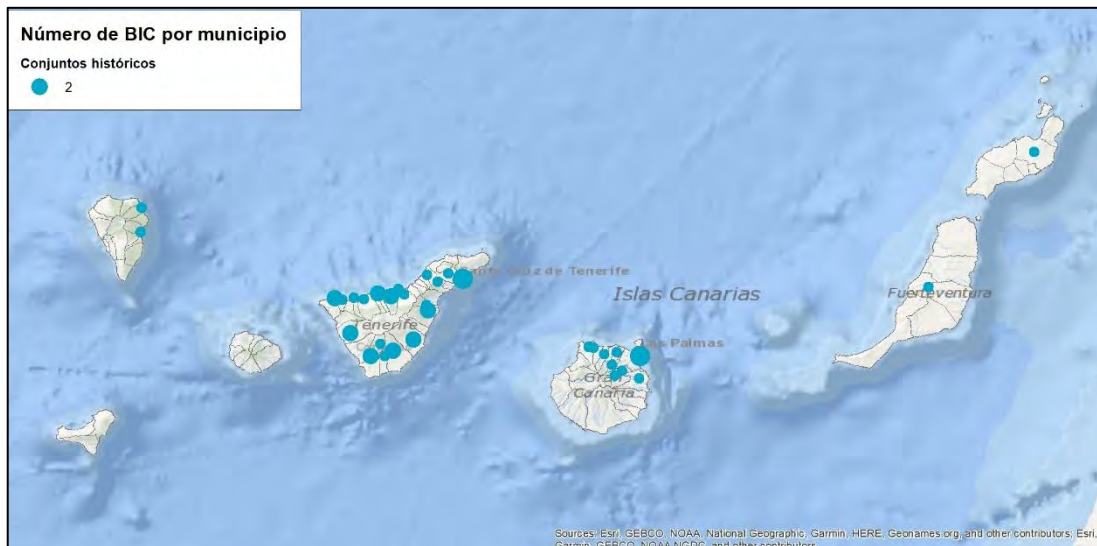 Número de BIC por municipio
Conjuntos históricos
2
Santa Cruz de Tenerife
Islas Canarias
Fuerteventura
Tenerife
Las Palmas
Gran
Canaria
Sources: Esri, GEBCO, NOAA, National Geographic, Garmin, HERE, Geonames.org, and other contributors; Esri,
Garmin, GEBCO, NOAA NGDC, and other contributors